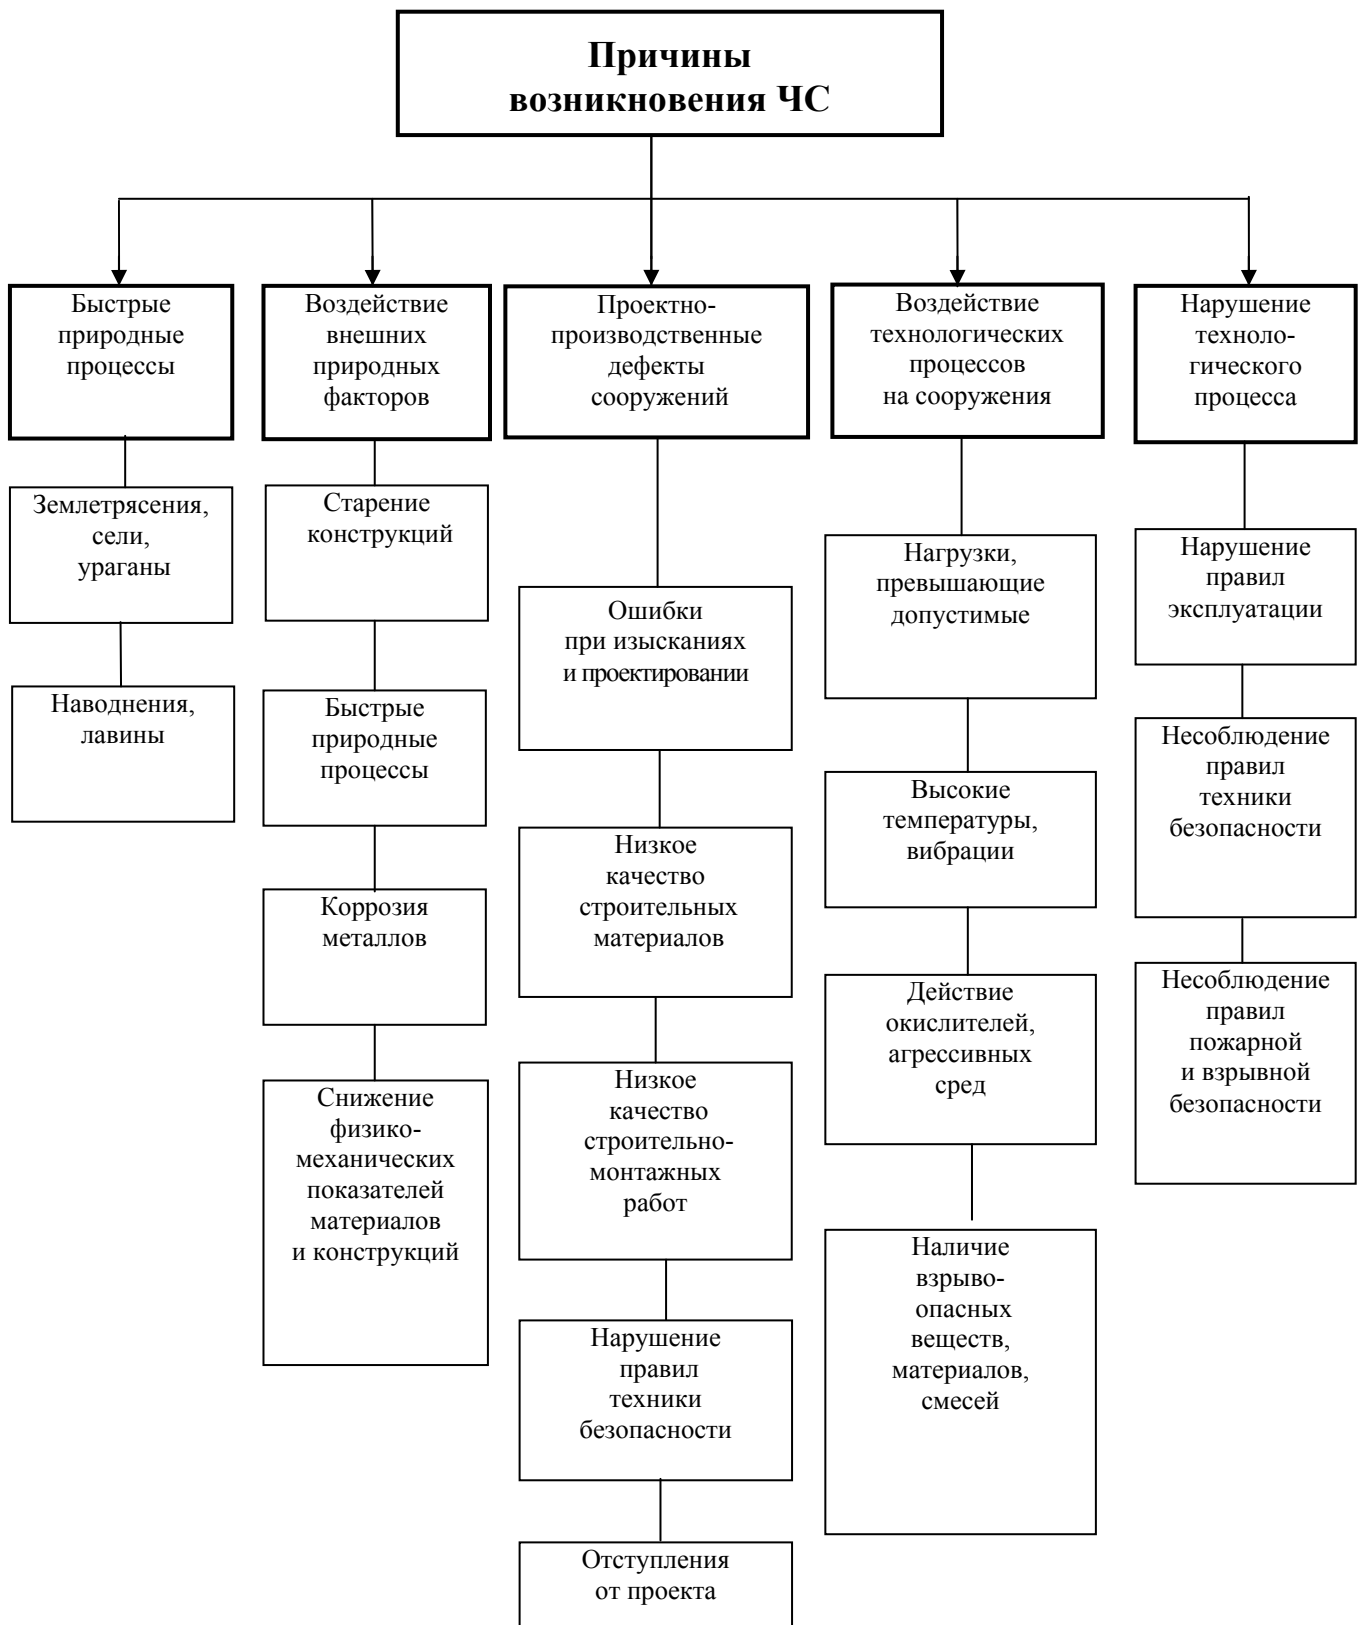 Причины
возникновения ЧС
Быстрые
природные
процессы
Землетрясения,
сели,
ураганы
Наводнения,
лавины
Воздействие
внешних
природных
факторов
Старение
конструкций
Быстрые
природные
процессы
Коррозия
металлов
Снижение
физико-
механических
показателей
материалов
и конструкций
Проектно-
производственные
дефекты
сооружений
Ошибки
при изысканиях
и проектировании
Низкое
качество
строительных
материалов
Низкое
качество
строительно-
монтажных
работ
Нарушение
правил
техники
безопасности
Отступления
от проекта
Воздействие
технологических
процессов
на сооружения
Нагрузки,
превышающие
допустимые
Высокие
температуры,
вибрации
Действие
окислителей,
агрессивных
сред
Наличие
взрыво-
опасных
веществ,
материалов,
смесей
Нарушение
техноло-
гического
процесса
Нарушение
правил
эксплуатации
Несоблюдение
правил
техники
безопасности
Несоблюдение
правил
пожарной
и взрывной
безопасности